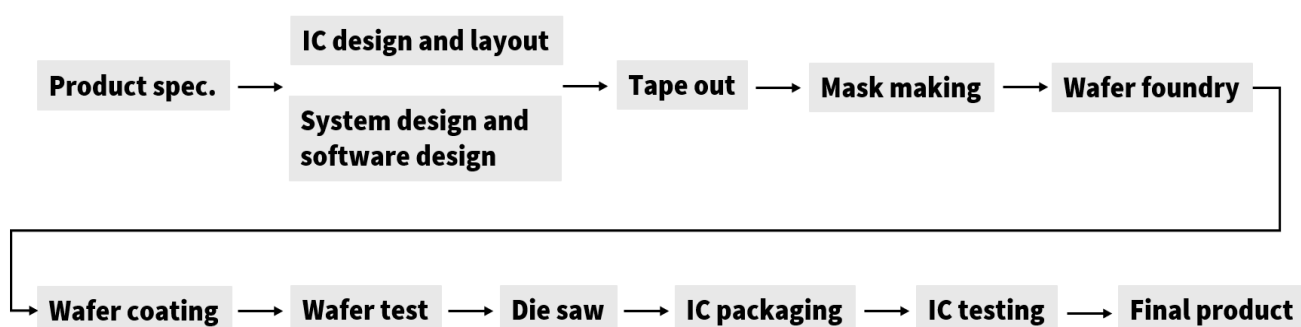 Product spec.
IC design and layout
System design and
software design
Tape out
Mask making
Wafer foundry
Wafer coating
Wafer test
Die saw
IC packaging
IC testing
Final product